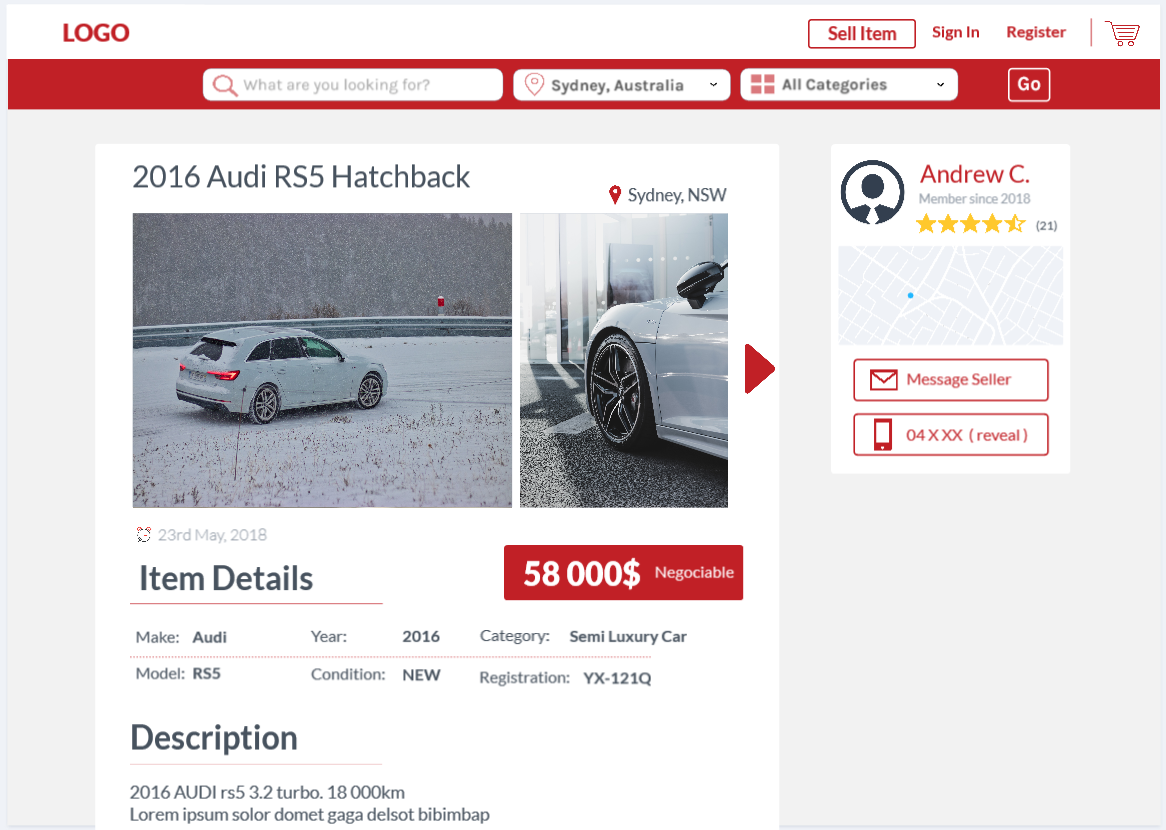 LOGO
Sell Item
Sign In
Register
What are you looking for?
Sydney, Australia
All Categories
Go
2016 Audi RS5 Hatchback
Sydney, NSW
Andrew C.
Member since 2018
(21)
Message Seller
04 X XX ( reveal )
23rd May, 2018
Item Details
58 000$ Negociable
Make: Audi Year: 2016 Category: Semi Luxury Car
Model: RS5 Condition: NEW Registration: YX-121Q
Description
2016 AUDI rs5 3.2 turbo. 18 000km
Lorem ipsum solor domet gaga delsot bibimbap